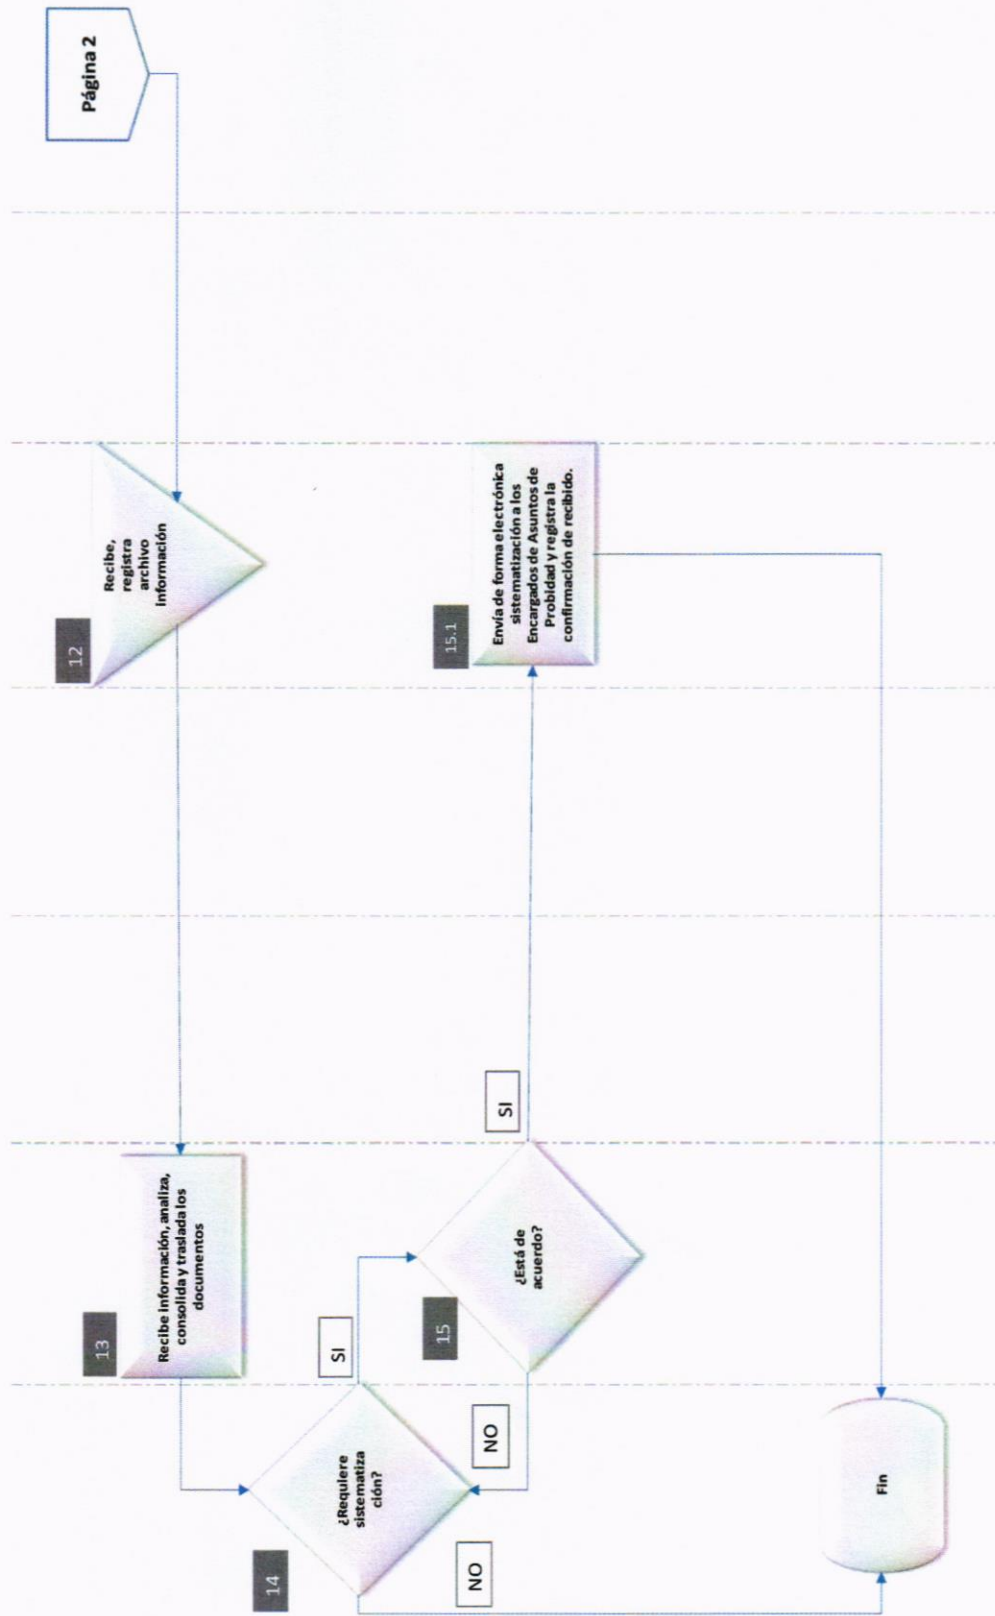 Página 2
12
Recibe,
registra
archivo
Información
13
Recibe información, analiza,
consolida y traslada los
documentos
14
¿Requiere
sistematiza
ción?
SI
NO
15
¿Está de
acuerdo?
SI
NO
15.1
Envía de forma electrónica
sistematización a los
Encargados de Asuntos de
Probidad y registra la
confirmación de recibido.
Fin